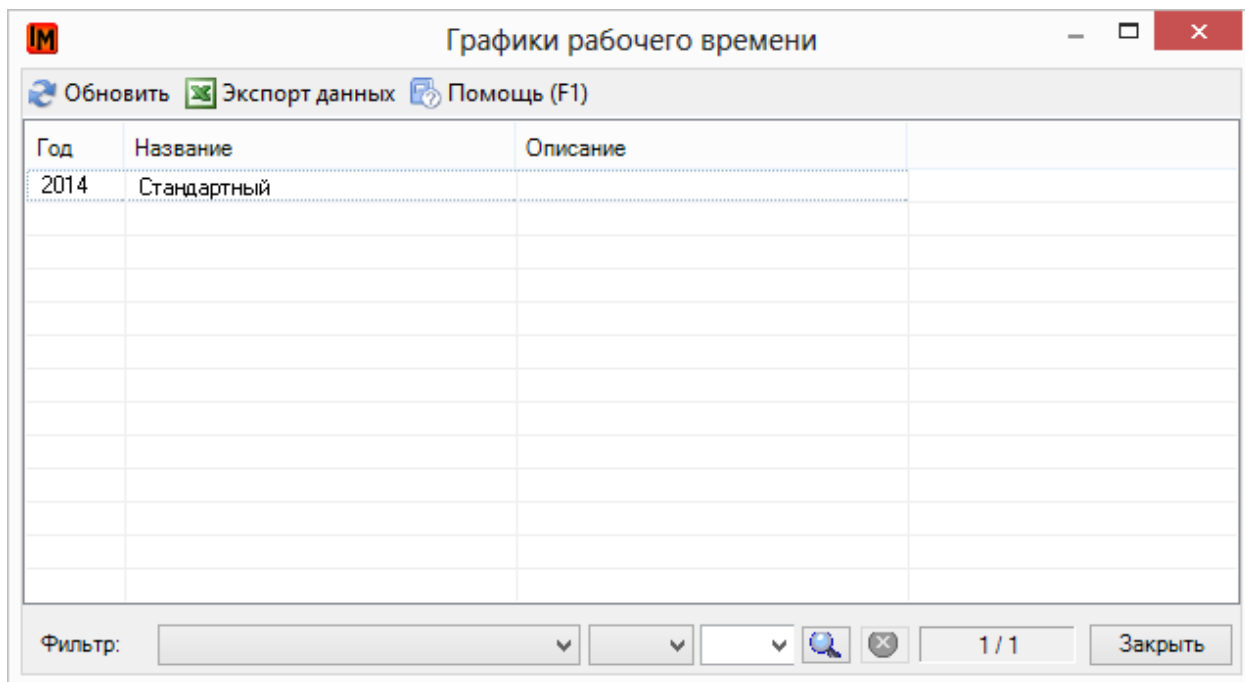 IM Графики рабочего времени
Обновить Экспорт данных Помощь (F1)
Год Название Описание
2014 Стандартный
Фильтр: 1 / 1 Закрыть